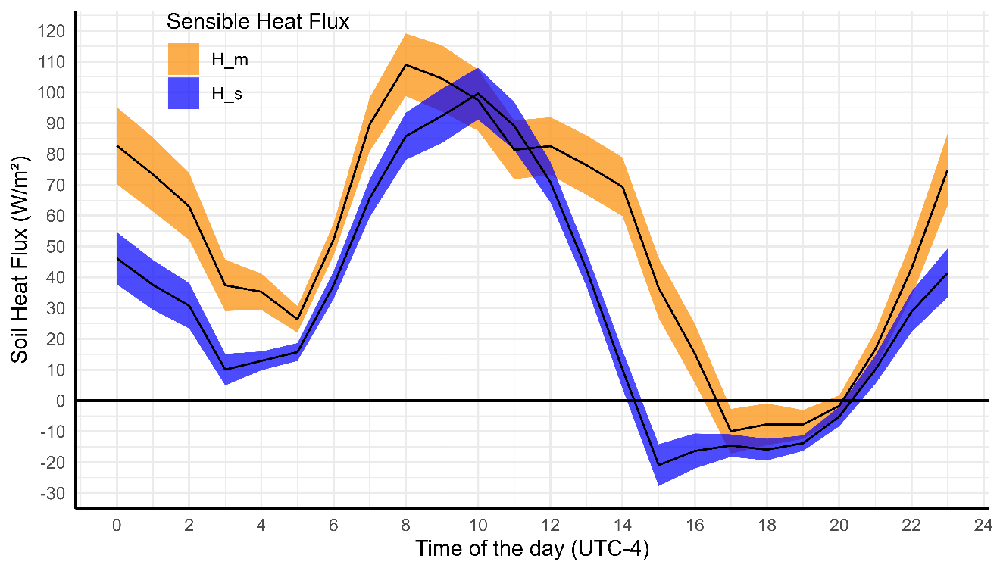 Sensible Heat Flux
H_m
H_s
Soil Heat Flux (W/m²)
120
110
100
90
80
70
60
50
40
30
20
10
0
-10
-20
-30
0 2 4 6 8 10 12 14 16 18 20 22 24
Time of the day (UTC-4)